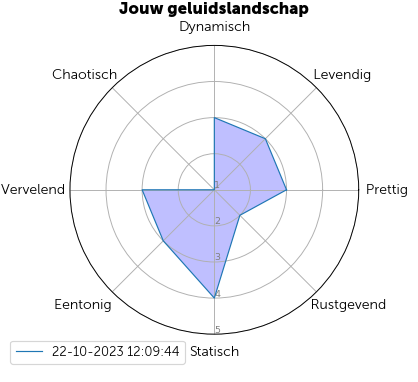 Jouw geluidslandschap
Dynamisch
Chaotisch
Levendig
Vervelend
1
Prettig
2
3
4
Eentonig
Rustgevend
5
22-10-2023 12:09:44
Statisch